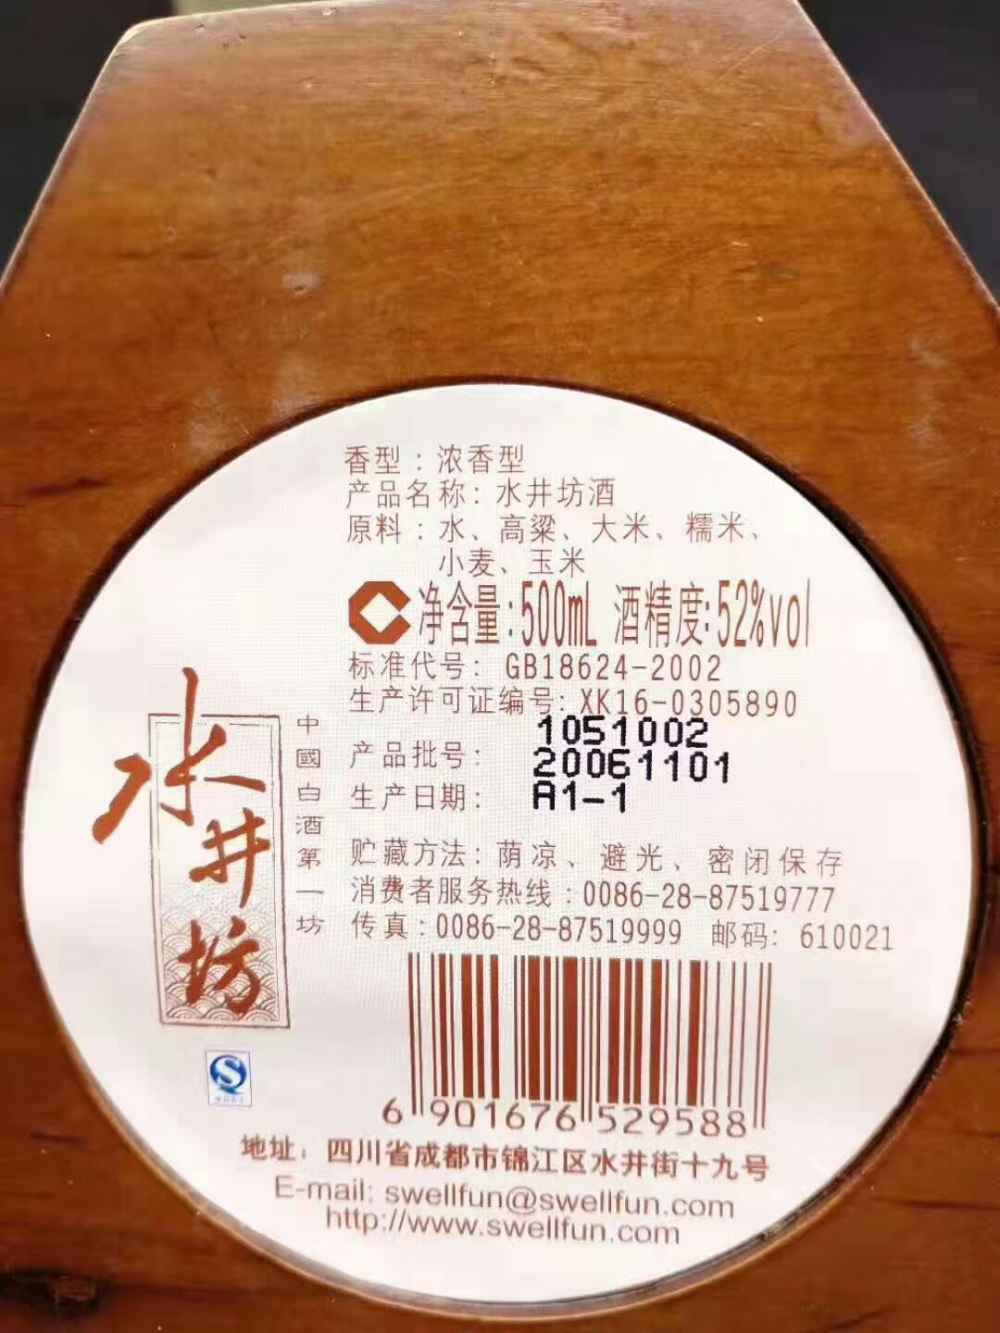 香型：浓香型
产品名称：水井坊酒
原料：水、高粱、大米、糯米、
小麦、玉米
净含量:500mL 酒精度:52%vol
标准代号：GB18624-2002
生产许可证编号：XK16-0305890
1051002
产品批号：
20061101
生产日期：
A1-1
贮藏方法：荫凉、避光、密闭保存
消费者服务热线：0086-28-87519777
传真：0086-28-87519999 邮码：610021
水井坊
中國白酒第一坊
6 901676 529588
地址：四川省成都市锦江区水井街十九号
E-mail: swellfun@swellfun.com
http://www.swellfun.com